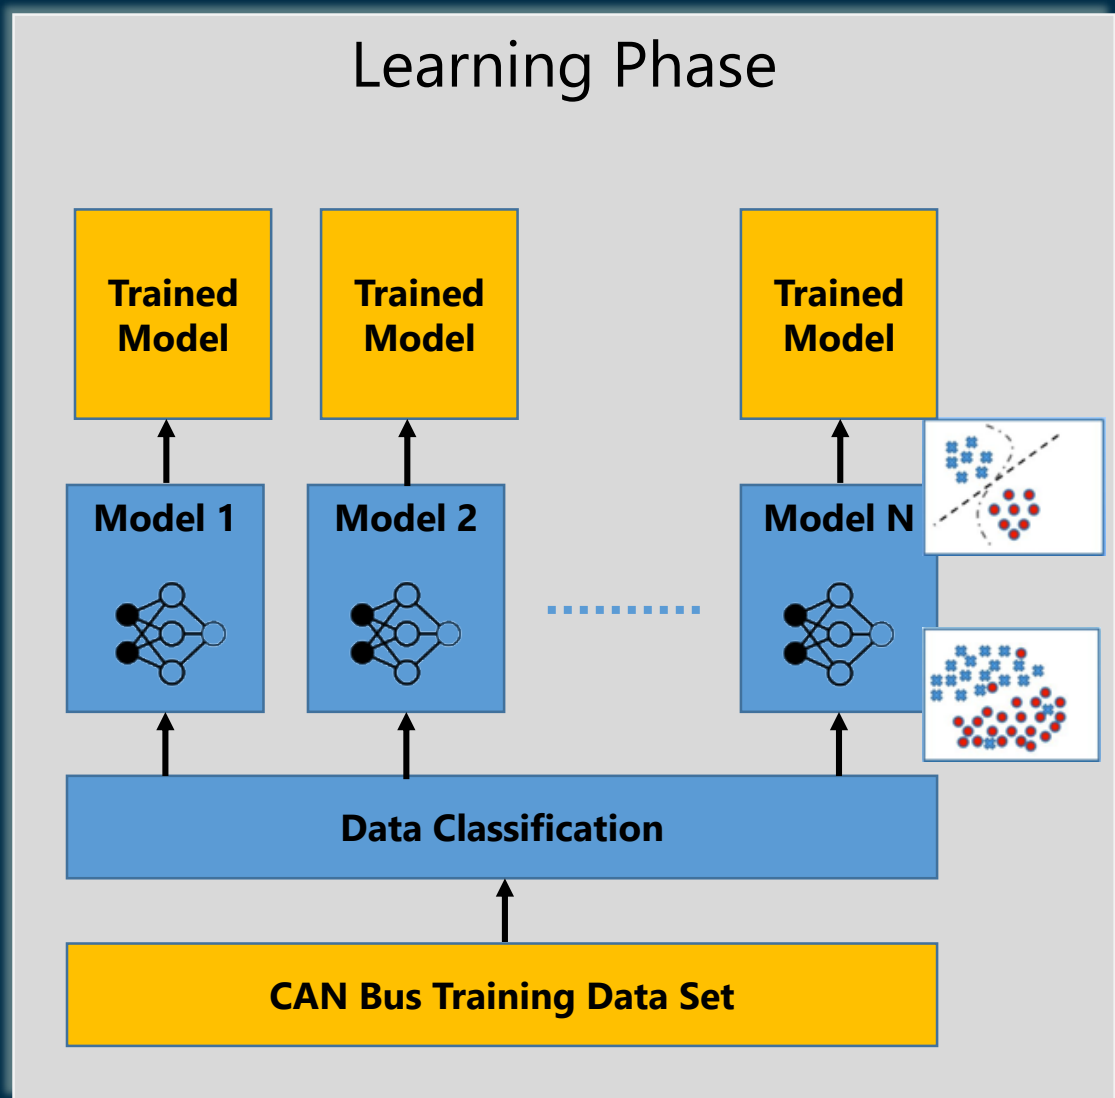 Learning Phase
Trained
Model
Trained
Model
Trained
Model
Model 1
Model 2
Model N
Data Classification
CAN Bus Training Data Set